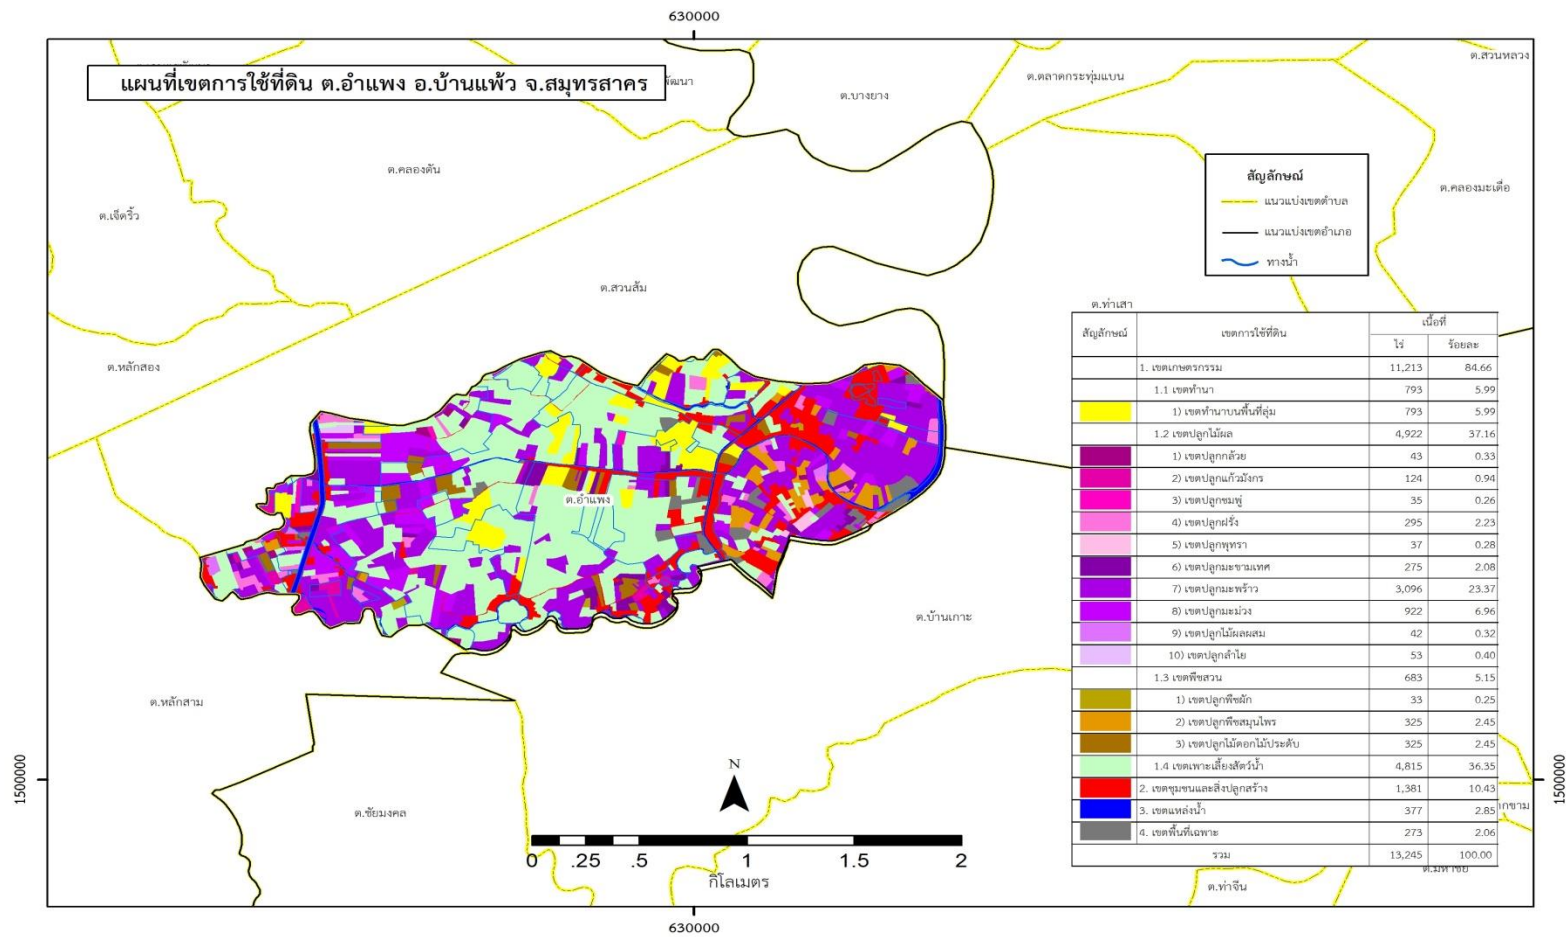 630000
แผนที่เขตการใช้ที่ดิน ต.อำแพง อ.บ้านแพ้ว จ.สมุทรสาคร
ต.สวนหลวง
ต.ตลาดกระทุ่มแบน
ต.บางยาง
ต.คลองตัน
ต.คลองมะเดื่อ
ต.เจ็ดริ้ว
สัญลักษณ์
แนวแบ่งเขตตำบล
แนวแบ่งเขตอำเภอ
ทางน้ำ
ต.สวนส้ม
ต.ท่าเสา
ต.หลักสอง
ต.อำแพง
ต.บ้านเกาะ
ต.หลักสาม
ต.ชัยมงคล
สัญลักษณ์ เขตการใช้ที่ดิน เนื้อที่
ไร่ ร้อยละ
1. เขตเกษตรกรรม 11,213 84.66
1.1 เขตทำนา 793 5.99
1) เขตทำนาบนพื้นที่ลุ่ม 793 5.99
1.2 เขตปลูกไม้ผล 4,922 37.16
1) เขตปลูกกล้วย 43 0.33
2) เขตปลูกแก้วมังกร 124 0.94
3) เขตปลูกชมพู่ 35 0.26
4) เขตปลูกฝรั่ง 295 2.23
5) เขตปลูกพุทรา 37 0.28
6) เขตปลูกมะขามเทศ 275 2.08
7) เขตปลูกมะพร้าว 3,096 23.37
8) เขตปลูกมะม่วง 922 6.96
9) เขตปลูกไม้ผลผสม 42 0.32
10) เขตปลูกลำไย 53 0.40
1.3 เขตพืชสวน 683 5.15
1) เขตปลูกพืชผัก 33 0.25
2) เขตปลูกพืชสมุนไพร 325 2.45
3) เขตปลูกไม้ดอกไม้ประดับ 325 2.45
1.4 เขตเพาะเลี้ยงสัตว์น้ำ 4,815 36.35
2. เขตชุมชนและสิ่งปลูกสร้าง 1,381 10.43
3. เขตแหล่งน้ำ 377 2.85
4. เขตพื้นที่เฉพาะ 273 2.06
รวม 13,245 100.00
1500000
1500000
N
0 .25 .5 1 1.5 2
กิโลเมตร
ต.ท่าจีน
630000